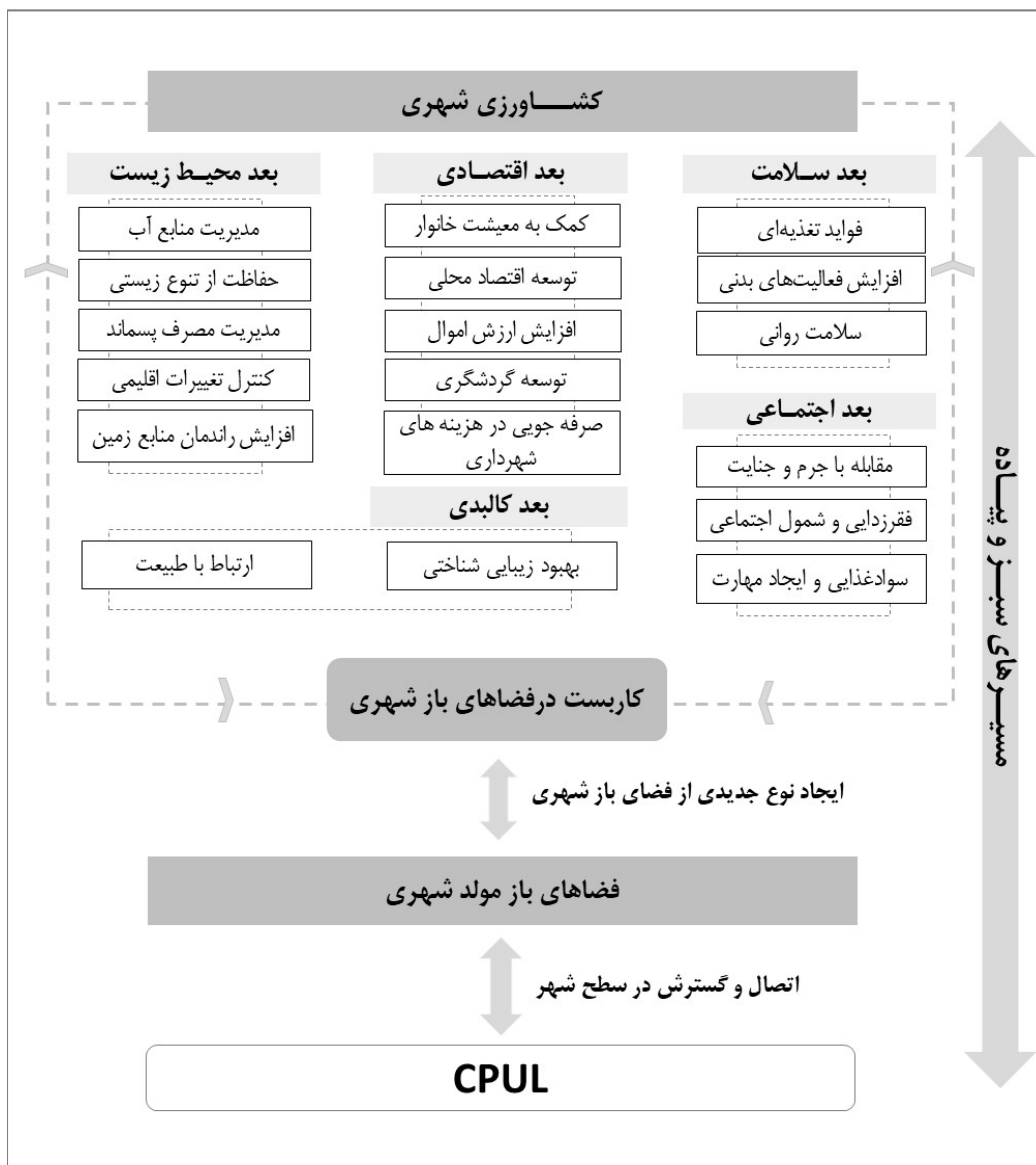 کشـــاورزی شهری
بعد ســلامت
فواید تغذیه‌ای
افزایش فعالیت‌های بدنی
سلامت روانی
بعد اجتمـاعی
مقابله با جرم و جنایت
فقرزدایی و شمول اجتماعی
سوادغذایی و ایجاد مهارت
بعد اقتصـادی
کمک به معیشت خانوار
توسعه اقتصاد محلی
افزایش ارزش اموال
توسعه گردشگری
صرفه جویی در هزینه های
شهرداری
بعد کالبدی
بهبود زیبایی شناختی
ارتباط با طبیعت
بعد محیـط زیست
مدیریت منابع آب
حفاظت از تنوع زیستی
مدیریت مصرف پسماند
کنترل تغییرات اقلیمی
افزایش راندمان منابع زمین
کاربست درفضاهای باز شهری
ایجاد نوع جدیدی از فضای باز شهری
فضاهای باز مولد شهری
اتصال و گسترش در سطح شهر
CPUL
مسیــرهای سبــز و پیــاده